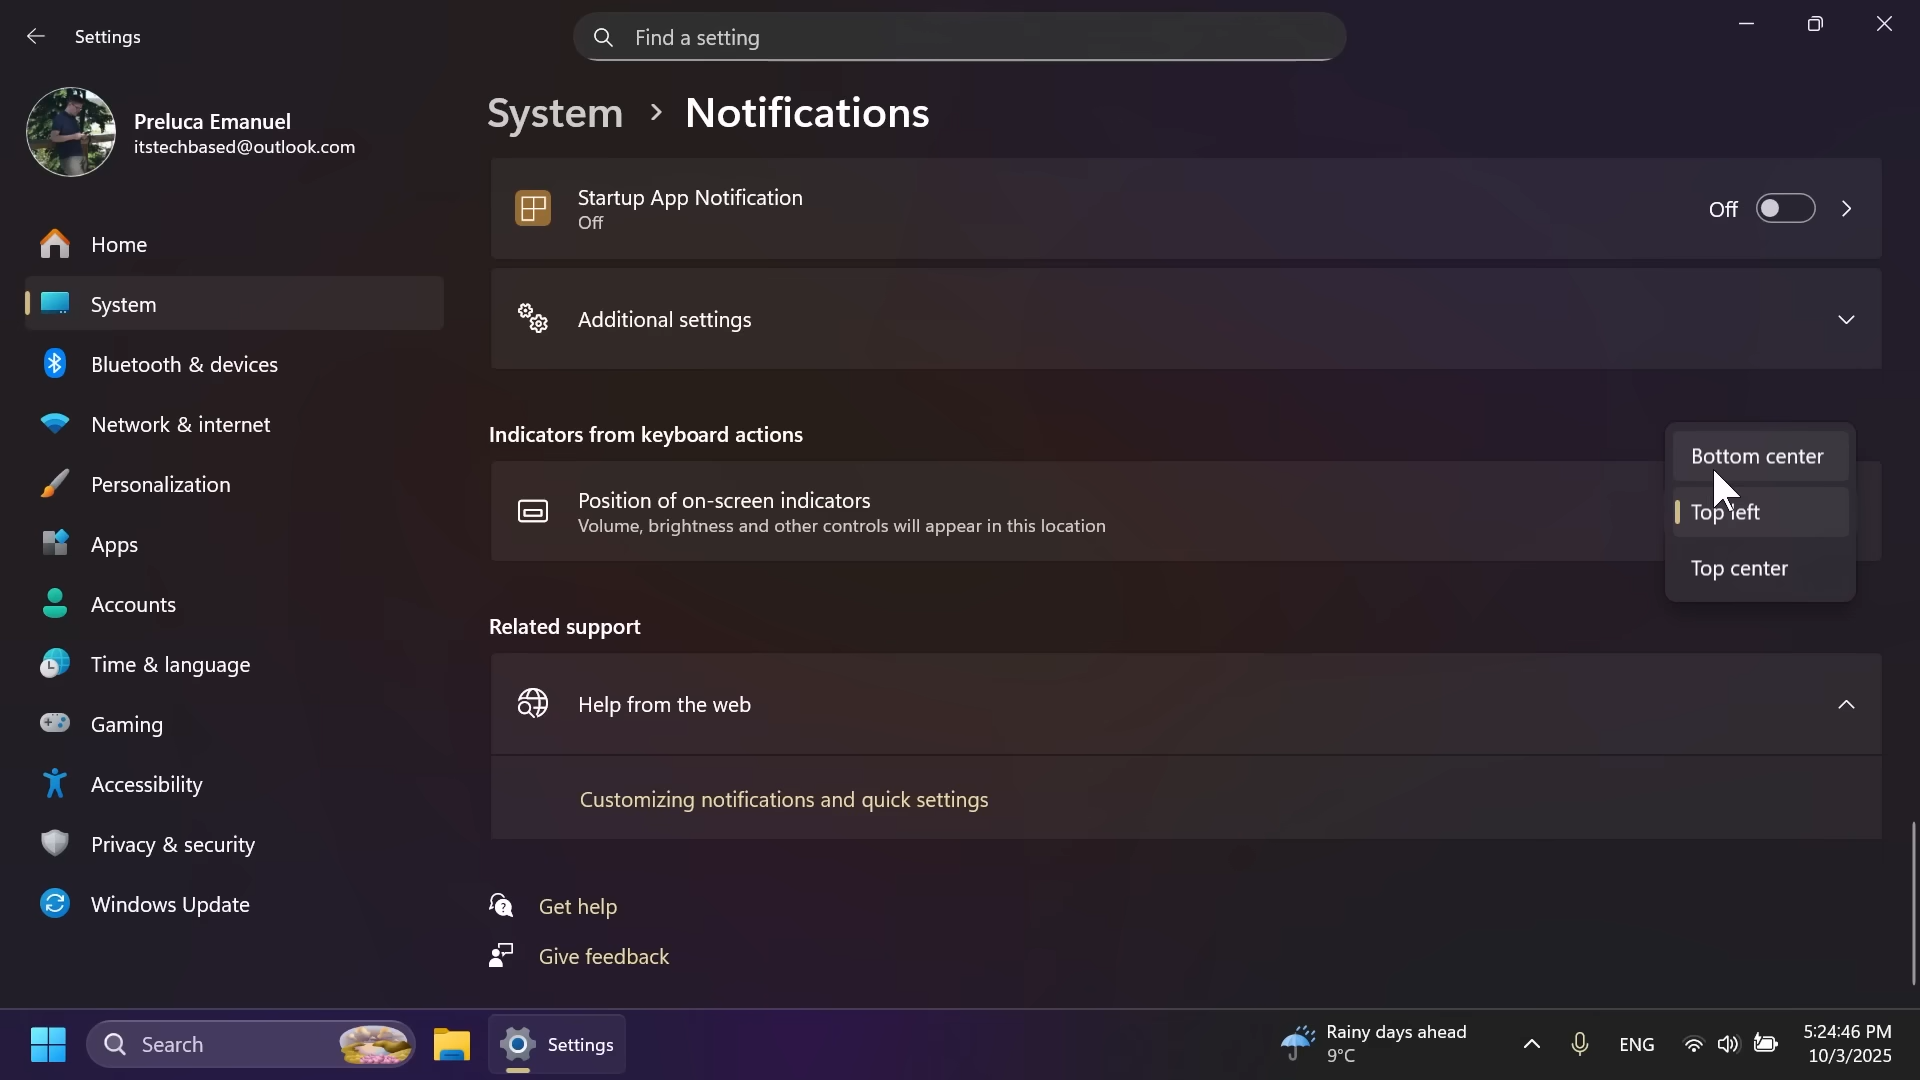 Settings
Find a setting
Preluca Emanuel
itstechbased@outlook.com
Home
System
Bluetooth & devices
Network & internet
Personalization
Apps
Accounts
Time & language
Gaming
Accessibility
Privacy & security
Windows Update
System > Notifications
Startup App Notification
Off
Off
Additional settings
Indicators from keyboard actions
Position of on-screen indicators
Volume, brightness and other controls will appear in this location
Bottom center
Top left
Top center
Related support
Help from the web
Customizing notifications and quick settings
Get help
Give feedback
Search
Settings
Rainy days ahead
9°C
ENG
5:24:46 PM
10/3/2025